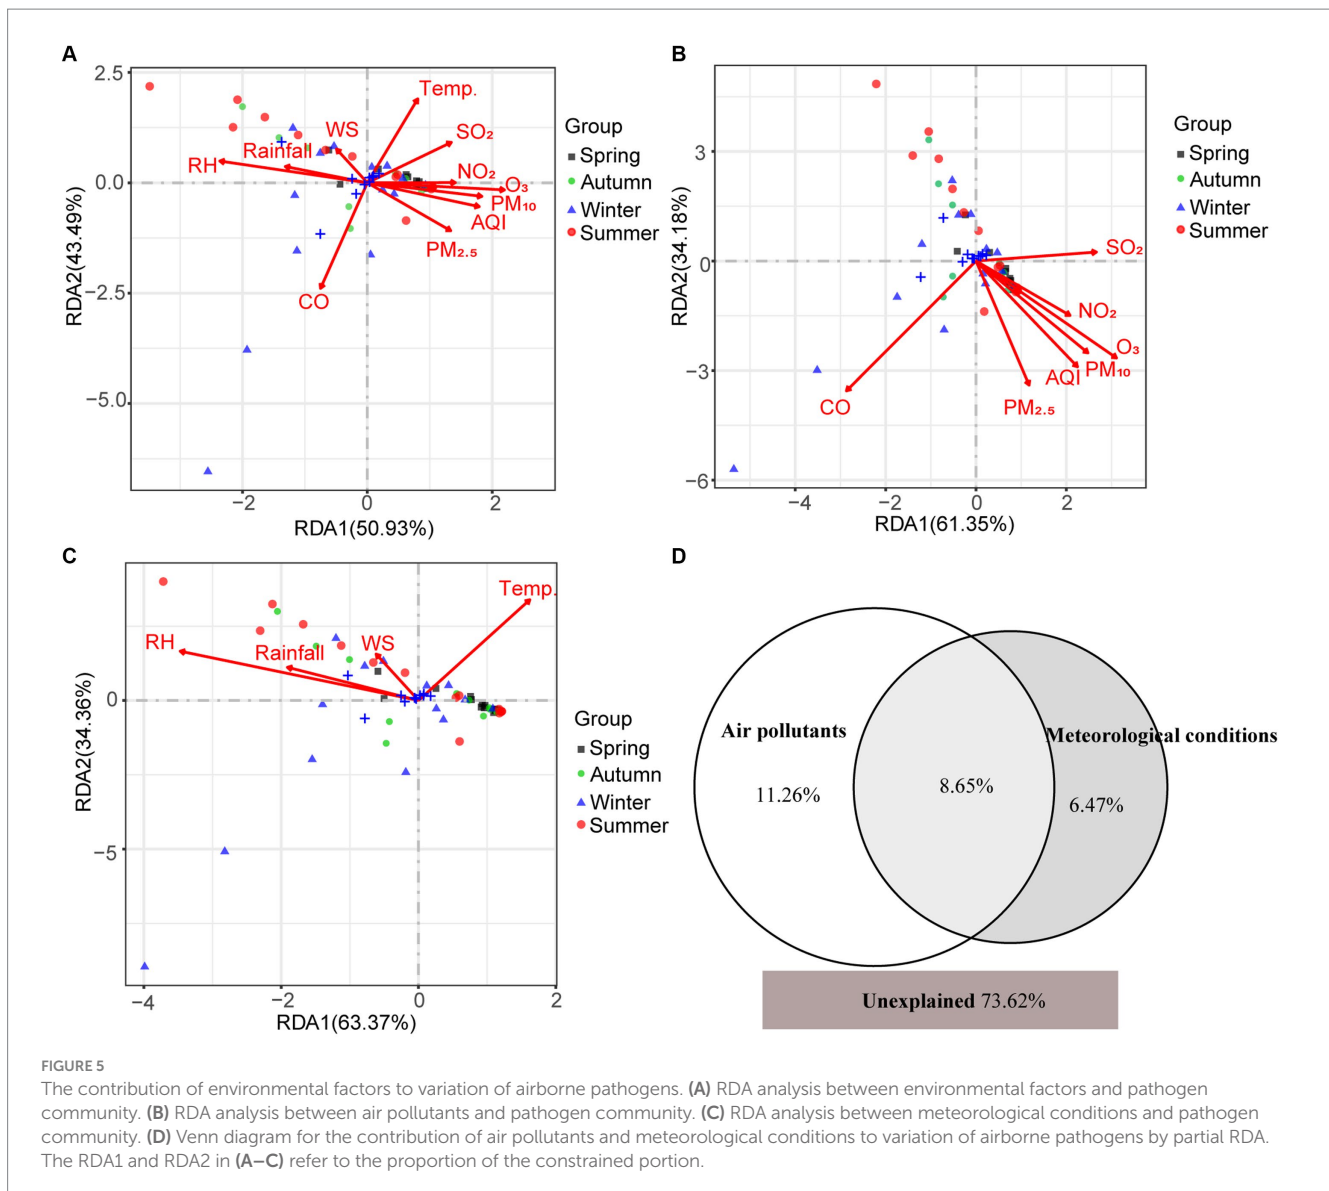 A
2.5
0.0
−2.5
−5.0
RDA2(43.49%)
−2
0
2
RDA1(50.93%)
Temp.
SO₂
WS
RH
Rainfall
NO₂
O₃
PM₁₀
AQI
PM₂.₅
CO
Group
Spring
Autumn
Winter
Summer
B
3
0
−3
−6
RDA2(34.18%)
−4
−2
0
2
RDA1(61.35%)
SO₂
NO₂
O₃
PM₁₀
AQI
PM₂.₅
CO
Group
Spring
Autumn
Winter
Summer
C
0
−5
RDA2(34.36%)
−4
−2
0
2
RDA1(63.37%)
Temp.
RH
Rainfall
WS
Group
Spring
Autumn
Winter
Summer
D
Air pollutants
Meteorological conditions
11.26%
8.65%
6.47%
Unexplained 73.62%
FIGURE 5
The contribution of environmental factors to variation of airborne pathogens. (A) RDA analysis between environmental factors and pathogen
community. (B) RDA analysis between air pollutants and pathogen community. (C) RDA analysis between meteorological conditions and pathogen
community. (D) Venn diagram for the contribution of air pollutants and meteorological conditions to variation of airborne pathogens by partial RDA.
The RDA1 and RDA2 in (A–C) refer to the proportion of the constrained portion.